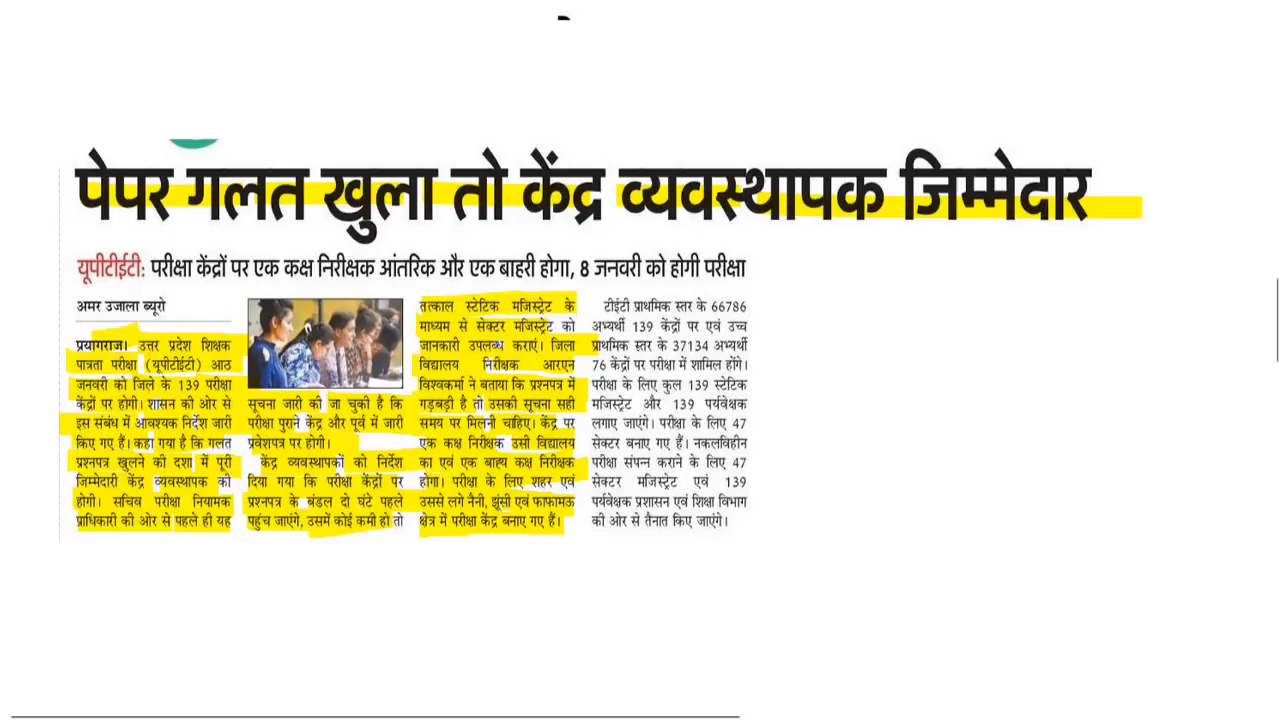 पेपर गलत खुला तो केंद्र व्यवस्थापक जिम्मेदार
यूपीटीईटी: परीक्षा केंद्रों पर एक कक्ष निरीक्षक आंतरिक और एक बाहरी होगा, 8 जनवरी को होगी परीक्षा
अमर उजाला ब्यूरो
प्रयागराज। उत्तर प्रदेश शिक्षक
पात्रता परीक्षा (यूपीटीईटी) आठ
जनवरी को जिले के 139 परीक्षा
केंद्रों पर होगी। शासन की ओर से
इस संबंध में आवश्यक निर्देश जारी
किए गए हैं। कहा गया है कि गलत
प्रश्नपत्र खुलने की दशा में पूरी
जिम्मेदारी केंद्र व्यवस्थापक की
होगी। सचिव परीक्षा नियामक
प्राधिकारी की ओर से पहले ही यह
सूचना जारी की जा चुकी है कि
परीक्षा पुराने केंद्र और पूर्व में जारी
प्रवेशपत्र पर होगी।
केंद्र व्यवस्थापकों को निर्देश
दिया गया कि परीक्षा केंद्रों पर
प्रश्नपत्र के बंडल दो घंटे पहले
पहुंच जाएंगे, उसमें कोई कमी हो तो
तत्काल स्टेटिक मजिस्ट्रेट के
माध्यम से सेक्टर मजिस्ट्रेट को
जानकारी उपलब्ध कराएं। जिला
विद्यालय निरीक्षक आरएन
विश्वकर्मा ने बताया कि प्रश्नपत्र में
गड़बड़ी है तो उसकी सूचना सही
समय पर मिलनी चाहिए। केंद्र पर
एक कक्ष निरीक्षक उसी विद्यालय
का एवं एक बाह्य कक्ष निरीक्षक
होगा। परीक्षा के लिए शहर एवं
उससे लगे नैनी, झूंसी एवं फाफामऊ
क्षेत्र में परीक्षा केंद्र बनाए गए हैं।
टीईटी प्राथमिक स्तर के 66786
अभ्यर्थी 139 केंद्रों पर एवं उच्च
प्राथमिक स्तर के 37134 अभ्यर्थी
76 केंद्रों पर परीक्षा में शामिल होंगे।
परीक्षा के लिए कुल 139 स्टेटिक
मजिस्ट्रेट और 139 पर्यवेक्षक
लगाए जाएंगे। परीक्षा के लिए 47
सेक्टर बनाए गए हैं। नकलविहीन
परीक्षा संपन्न कराने के लिए 47
सेक्टर मजिस्ट्रेट एवं 139
पर्यवेक्षक प्रशासन एवं शिक्षा विभाग
की ओर से तैनात किए जाएंगे।